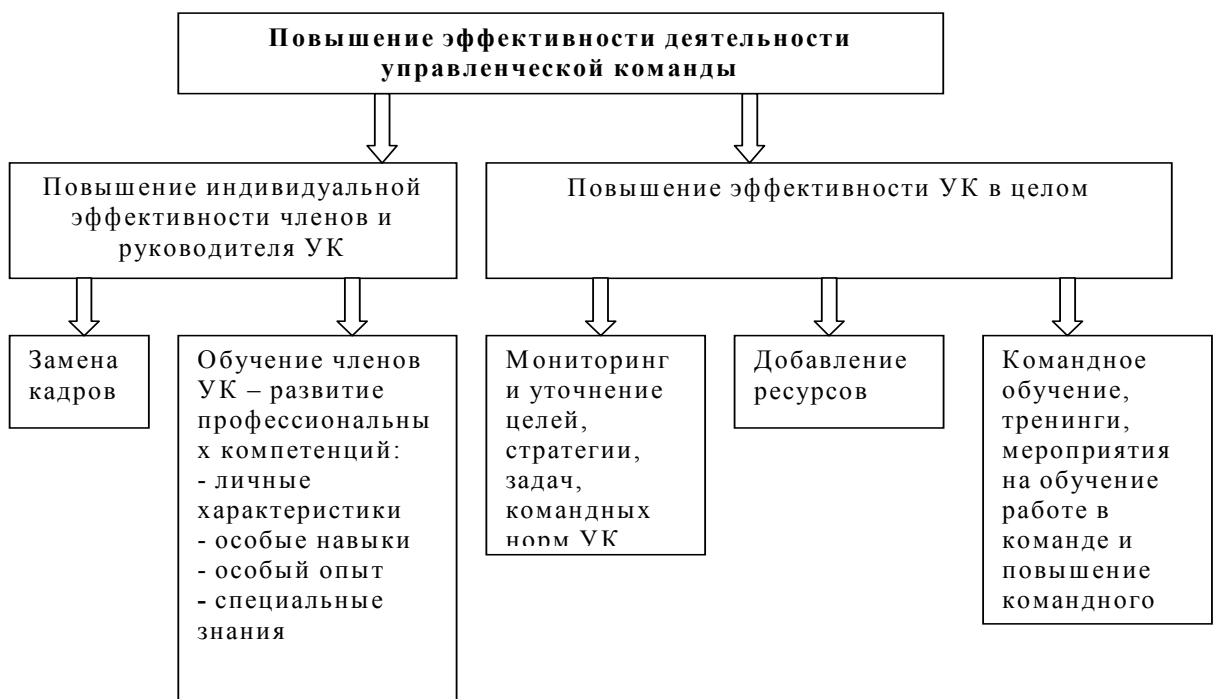 Повышение эффективности деятельности
управленческой команды
Повышение индивидуальной
эффективности членов и
руководителя УК
Повышение эффективности УК в целом
Замена
кадров
Обучение членов
УК – развитие
профессиональны
х компетенций:
- личные
характеристики
- особые навыки
- особый опыт
- специальные
знания
Мониторинг
и уточнение
целей,
стратегии,
задач,
командных
норм УК
Добавление
ресурсов
Командное
обучение,
тренинги,
мероприятия
на обучение
работе в
команде и
повышение
командного